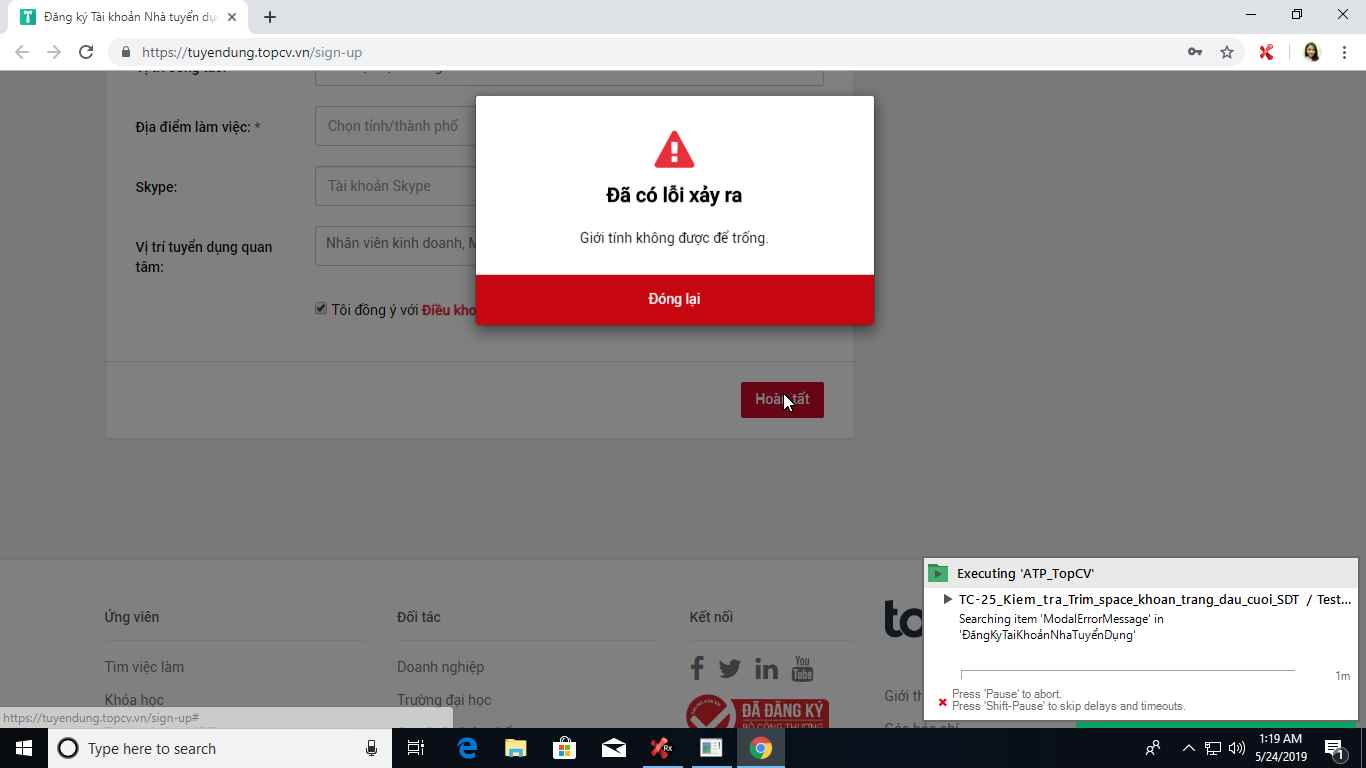 Đăng ký Tài khoản Nhà tuyển dụ
https://tuyendung.topcv.vn/sign-up
Địa điểm làm việc: *
Chọn tỉnh/thành phố
Skype:
Tài khoản Skype
Vị trí tuyển dụng quan
tâm:
Nhân viên kinh doanh, M
Tôi đồng ý với Điều kho
Đã có lỗi xảy ra
Giới tính không được để trống.
Đóng lại
Hoàn tất
Ứng viên
Đối tác
Kết nối
Tìm việc làm
Doanh nghiệp
Khóa học
Trường đại học
You
Tube
ĐÃ ĐĂNG KÝ
BỘ CÔNG THƯƠNG
to
Giới th
Executing 'ATP_TopCV'
TC-25_Kiem_tra_Trim_space_khoan_trang_dau_cuoi_SDT / Test...
Searching item 'ModalErrorMessage' in
'ĐăngKýTaiKhoảnNhaTuyểnDụng'
1m
Press 'Pause' to abort.
Press 'Shift-Pause' to skip delays and timeouts.
https://tuyendung.topcv.vn/sign-up#
Type here to search
Rx
1:19 AM
5/24/2019
1